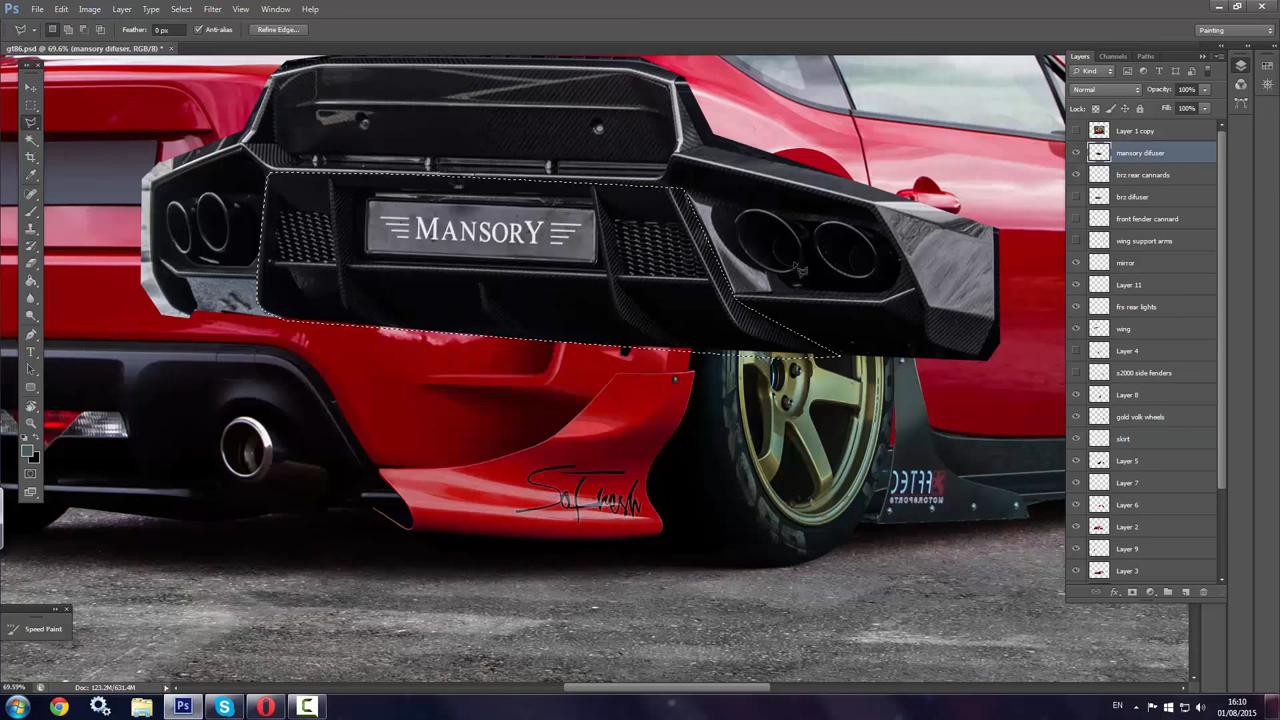 Ps File Edit Image Layer Type Select Filter View Window Help
Feather: 0 px Anti-alias Refine Edge... Painting
gt86.psd @ 69.6% (mansory difuser, RGB/8) *
Layers Channels Paths
Kind
Normal Opacity: 100%
Lock: Fill: 100%
Layer 1 copy
mansory difuser
brz rear cannards
brz difuser
front fender cannard
wing support arms
mirror
Layer 11
frs rear lights
wing
Layer 4
s2000 side fenders
Layer 8
gold volk wheels
skirt
Layer 5
Layer 7
Layer 6
Layer 2
Layer 9
Layer 3
MANSORY
SoFresh
MOTORSPORTS
Speed Paint
69.59% Doc: 123.2M/631.4M
EN 16:10
01/08/2015